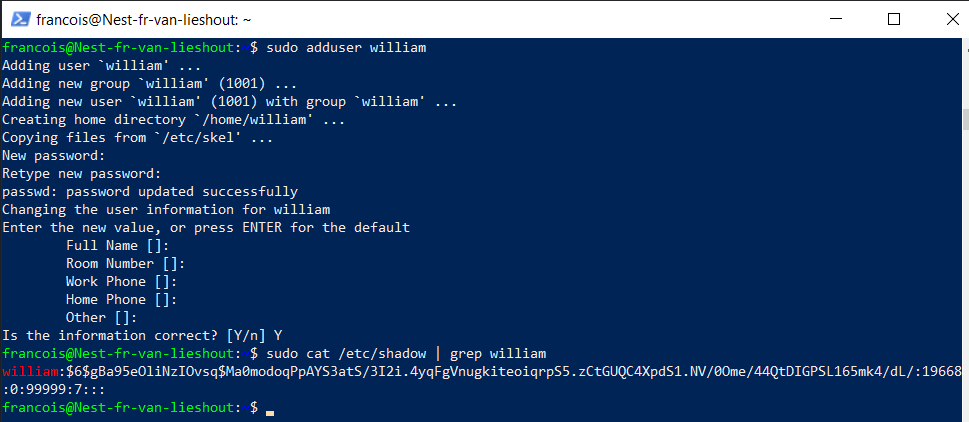 francois@Nest-fr-van-lieshout: ~
francois@Nest-fr-van-lieshout:~$ sudo adduser william
Adding user `william' ...
Adding new group `william' (1001) ...
Adding new user `william' (1001) with group `william' ...
Creating home directory `/home/william' ...
Copying files from `/etc/skel' ...
New password:
Retype new password:
passwd: password updated successfully
Changing the user information for william
Enter the new value, or press ENTER for the default
        Full Name []:
        Room Number []:
        Work Phone []:
        Home Phone []:
        Other []:
Is the information correct? [Y/n] Y
francois@Nest-fr-van-lieshout:~$ sudo cat /etc/shadow | grep william
william:$6$gBa95eOliNzIOvsq$Ma0modoqPpAYS3atS/3I2i.4yqFgVnugkiteoiqrpS5.zCtGUQC4XpdS1.NV/0Ome/44QtDIGPSL165mk4/dL/:19668
:0:99999:7:::
francois@Nest-fr-van-lieshout:~$